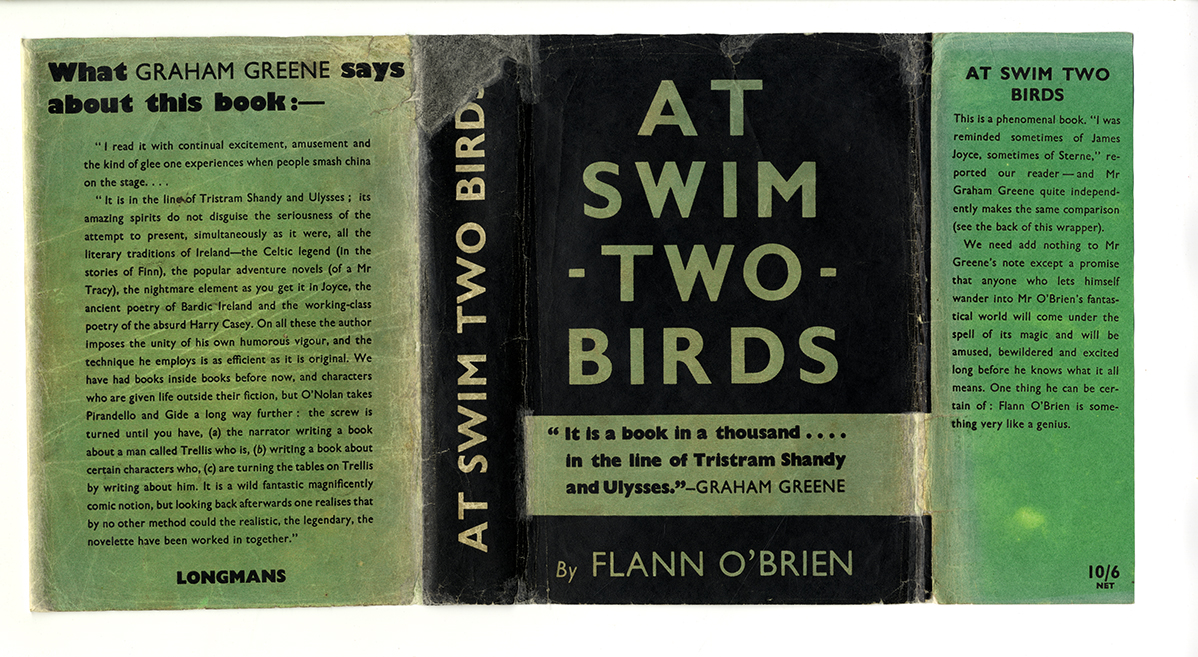 What GRAHAM GREENE says
about this book:—
“ I read it with continual excitement, amusement and
the kind of glee one experiences when people smash china
on the stage. . . .
“ It is in the line of Tristram Shandy and Ulysses ; its
amazing spirits do not disguise the seriousness of the
attempt to present, simultaneously as it were, all the
literary traditions of Ireland—the Celtic legend (in the
stories of Finn), the popular adventure novels (of a Mr
Tracy), the nightmare element as you get it in Joyce, the
ancient poetry of Bardic Ireland and the working-class
poetry of the absurd Harry Casey. On all these the author
imposes the unity of his own humorous vigour, and the
technique he employs is as efficient as it is original. We
have had books inside books before now, and characters
who are given life outside their fiction, but O’Nolan takes
Pirandello and Gide a long way further : the screw is
turned until you have, (a) the narrator writing a book
about a man called Trellis who is, (b) writing a book about
certain characters who, (c) are turning the tables on Trellis
by writing about him. It is a wild fantastic magnificently
comic notion, but looking back afterwards one realises that
by no other method could the realistic, the legendary, the
novelette have been worked in together.”
LONGMANS
AT SWIM TWO BIRDS
AT
SWIM
-TWO-
BIRDS
“ It is a book in a thousand . . . .
in the line of Tristram Shandy
and Ulysses.”–GRAHAM GREENE
By FLANN O’BRIEN
AT SWIM TWO
BIRDS
This is a phenomenal book. “I was
reminded sometimes of James
Joyce, sometimes of Sterne,” re-
ported our reader—and Mr
Graham Greene quite independ-
ently makes the same comparison
(see the back of this wrapper).
We need add nothing to Mr
Greene’s note except a promise
that anyone who lets himself
wander into Mr O’Brien’s fantas-
tical world will come under the
spell of its magic and will be
amused, bewildered and excited
long before he knows what it all
means. One thing he can be cer-
tain of : Flann O’Brien is some-
thing very like a genius.
10/6
NET